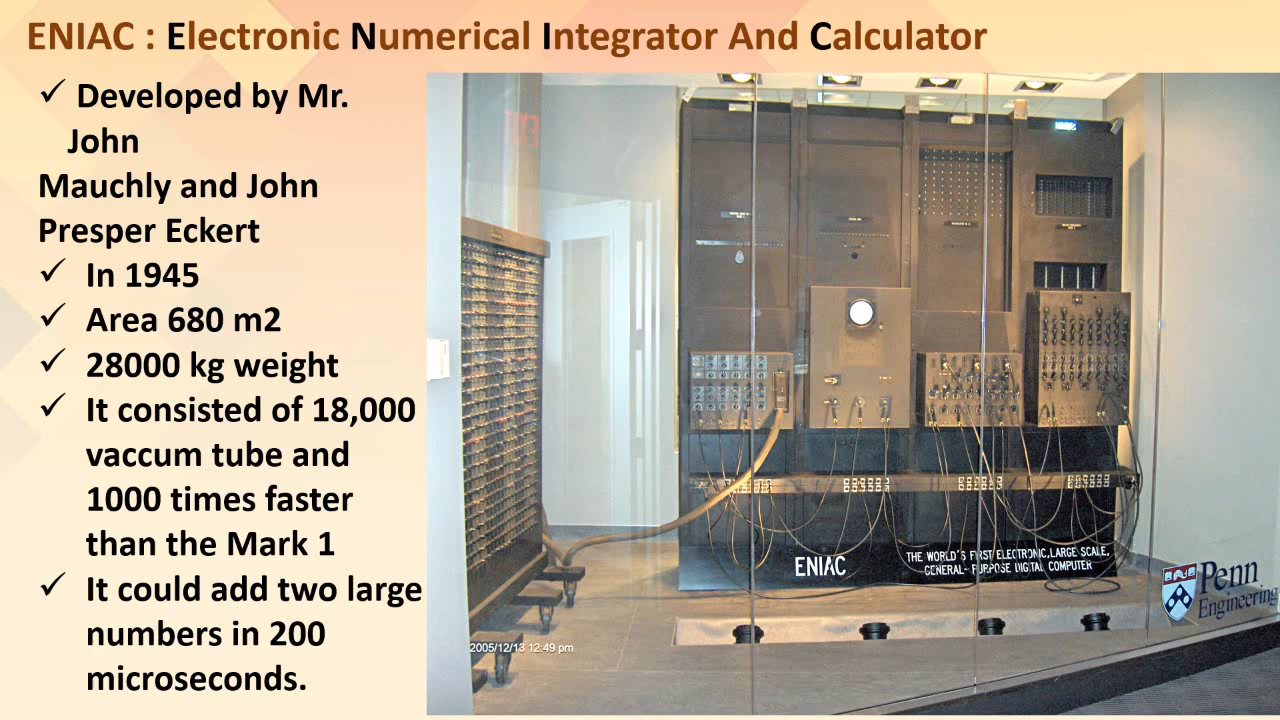 ENIAC : Electronic Numerical Integrator And Calculator
✓ Developed by Mr.
John
Mauchly and John
Presper Eckert
✓ In 1945
✓ Area 680 m2
✓ 28000 kg weight
✓ It consisted of 18,000
vaccum tube and
1000 times faster
than the Mark 1
✓ It could add two large
numbers in 200
microseconds.
EXIT
ENIAC
THE WORLD'S FIRST ELECTRONIC, LARGE SCALE,
GENERAL-PURPOSE DIGITAL COMPUTER
Penn
Engineering
2005/12/13 12:49 pm